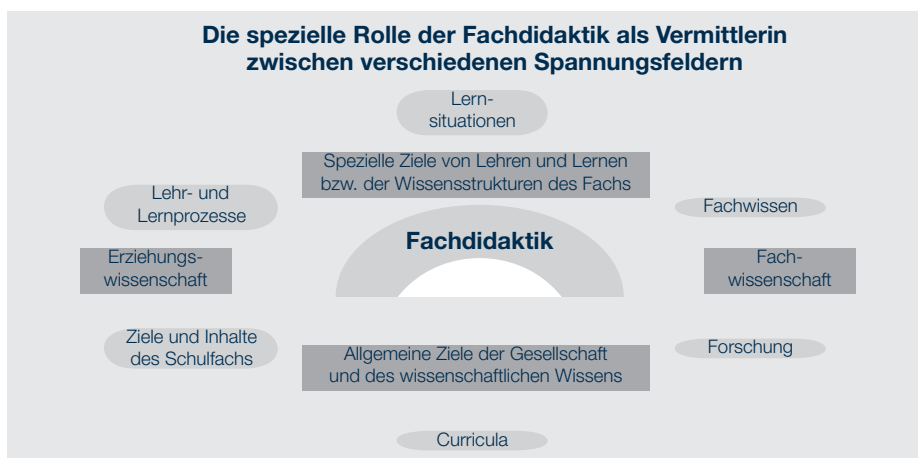 Die spezielle Rolle der Fachdidaktik als Vermittlerin
zwischen verschiedenen Spannungsfeldern
Lern-
situationen
Spezielle Ziele von Lehren und Lernen
bzw. der Wissensstrukturen des Fachs
Lehr- und
Lernprozesse
Fachwissen
Fachdidaktik
Erziehungs-
wissenschaft
Fach-
wissenschaft
Ziele und Inhalte
des Schulfachs
Allgemeine Ziele der Gesellschaft
und des wissenschaftlichen Wissens
Forschung
Curricula